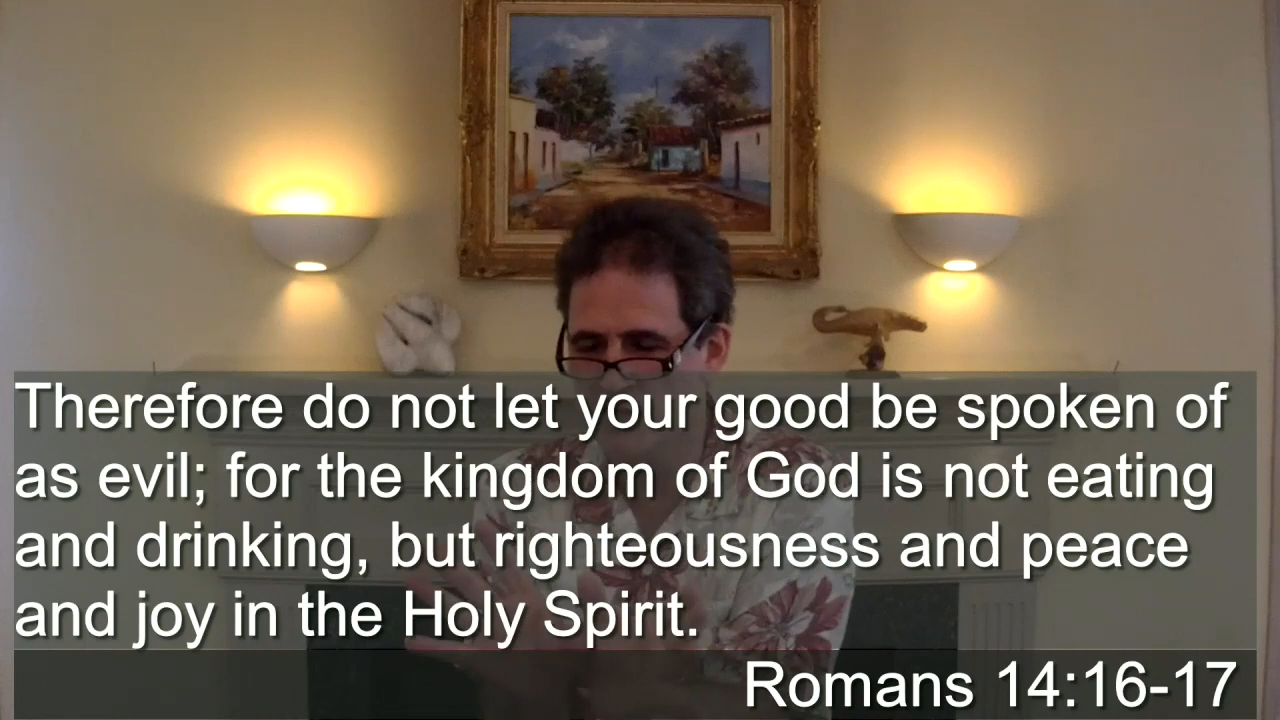 Therefore do not let your good be spoken of
as evil; for the kingdom of God is not eating
and drinking, but righteousness and peace
and joy in the Holy Spirit.
Romans 14:16-17